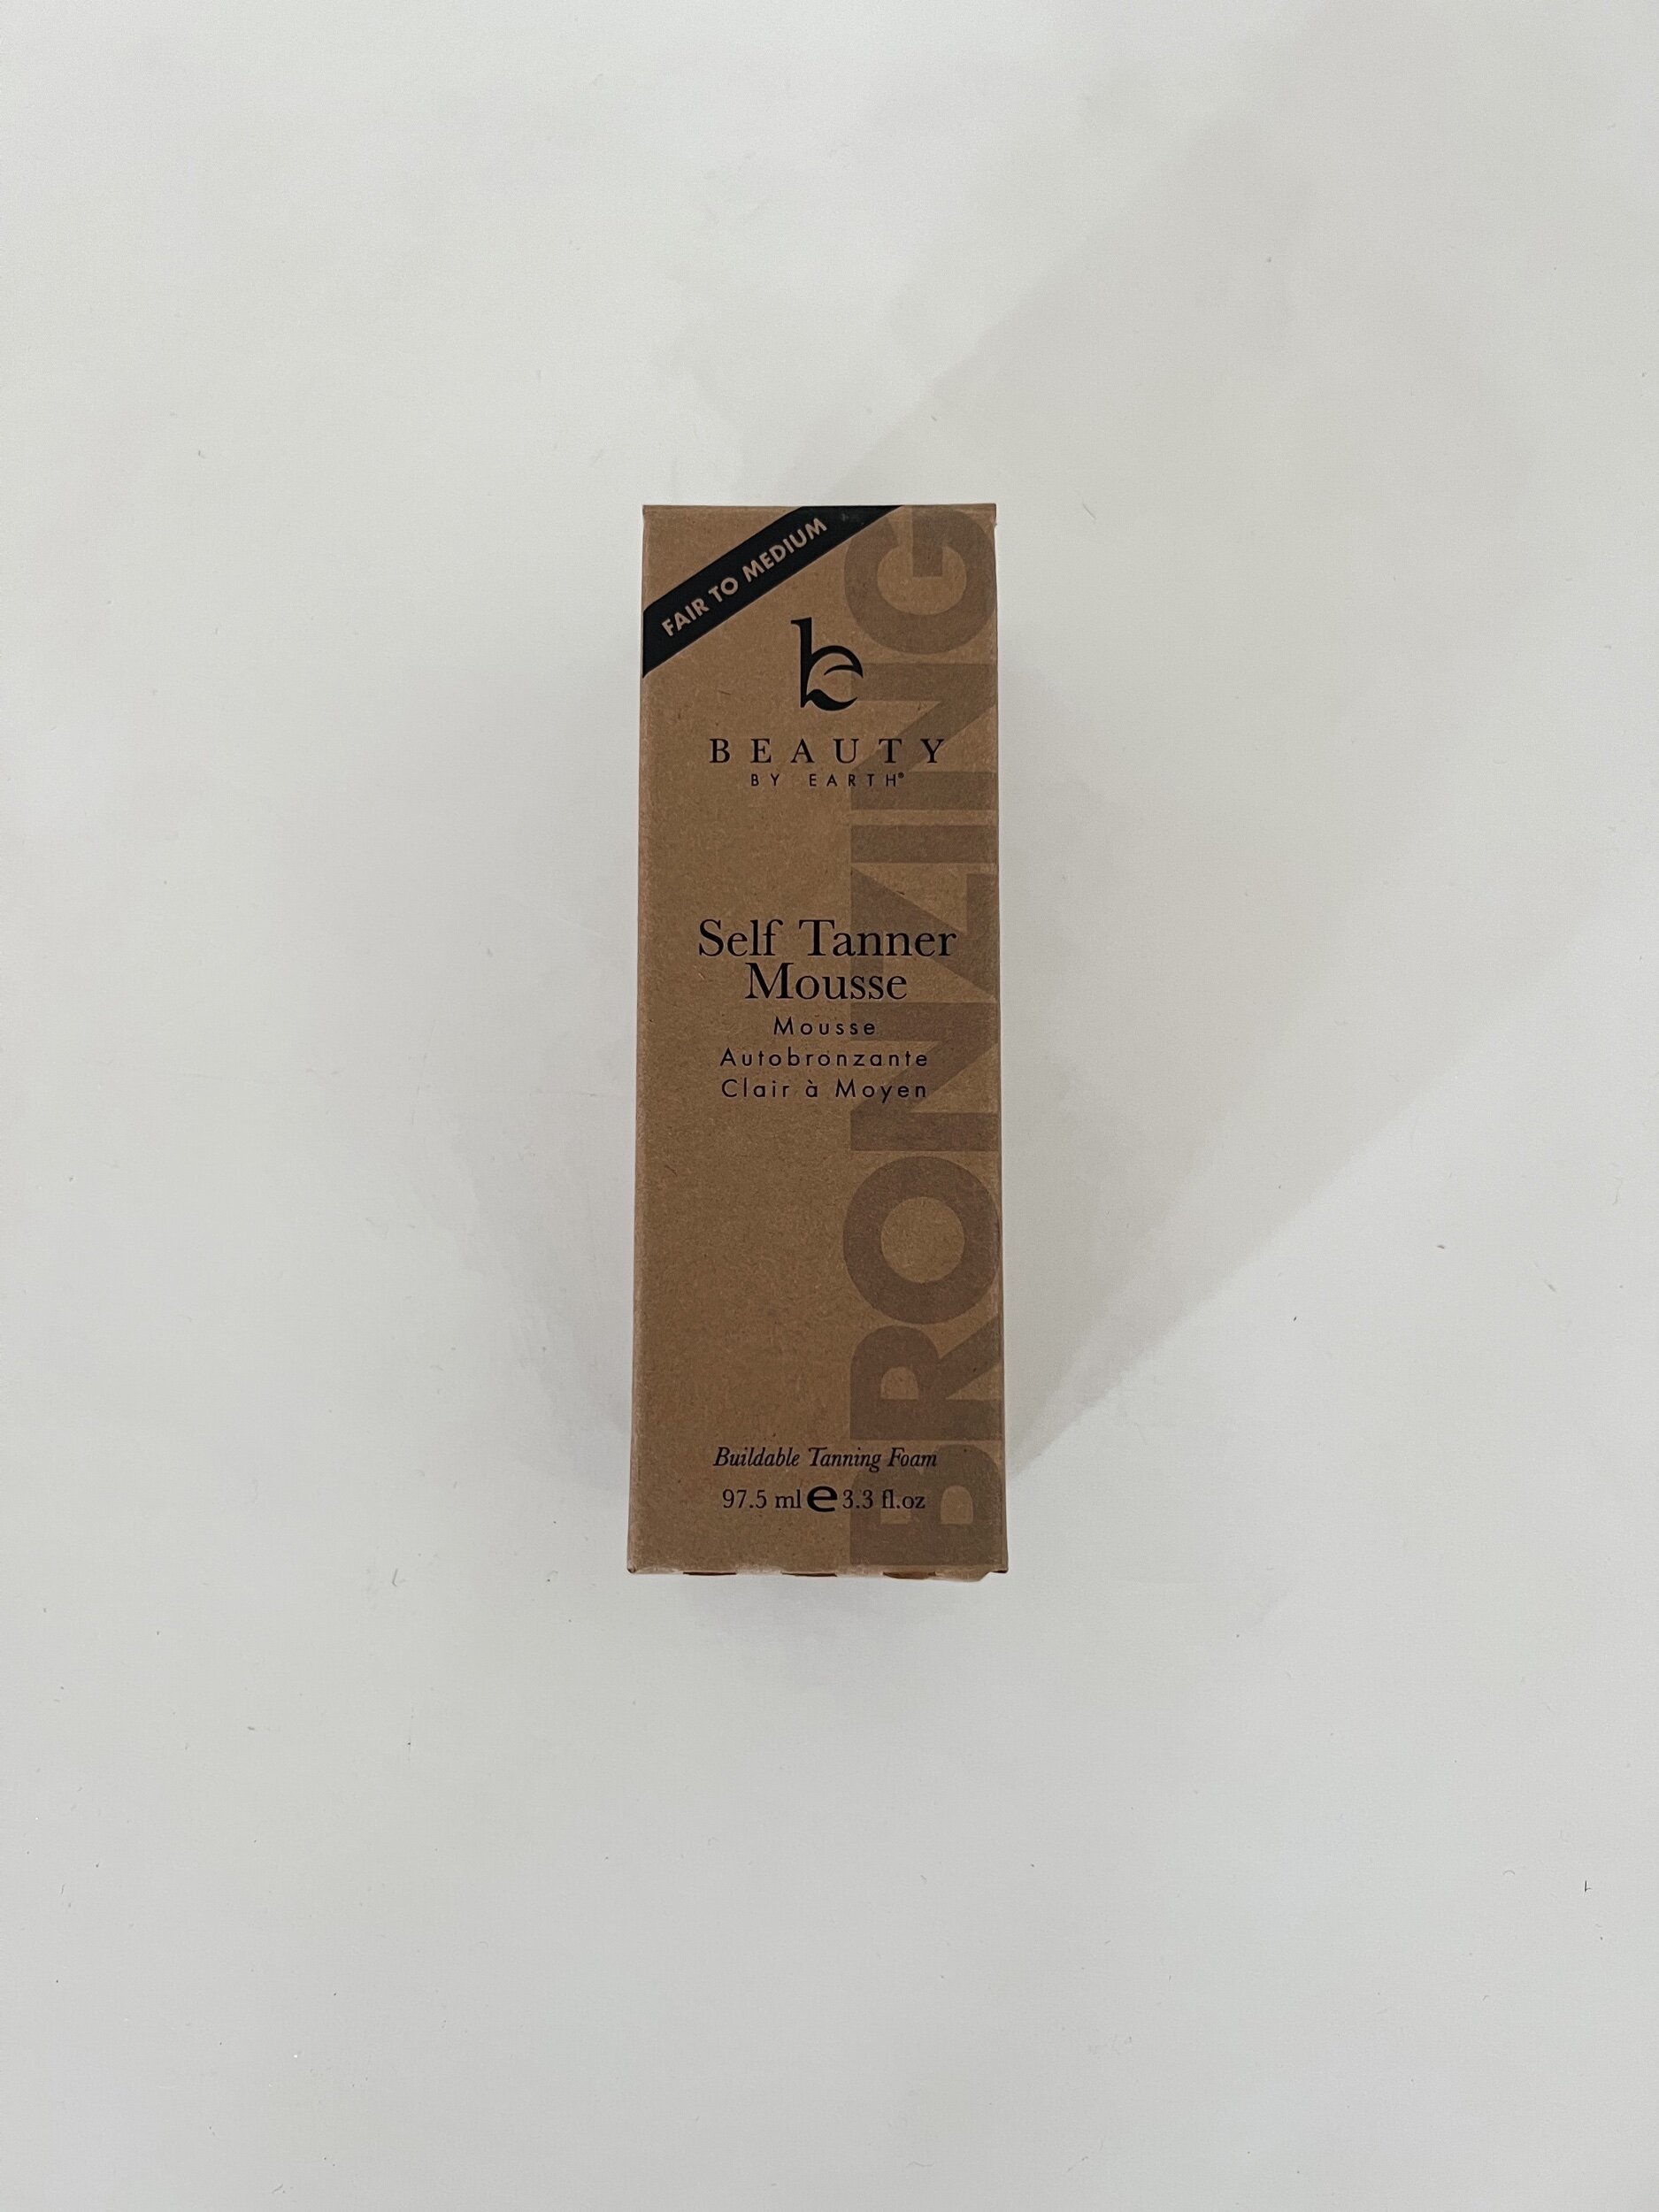 FAIR TO MEDIUM
b
BEAUTY
BY EARTH®
Self Tanner
Mousse
Mousse
Autobronzante
Clair à Moyen
BRONZING
Buildable Tanning Foam
97.5 ml e 3.3 fl.oz